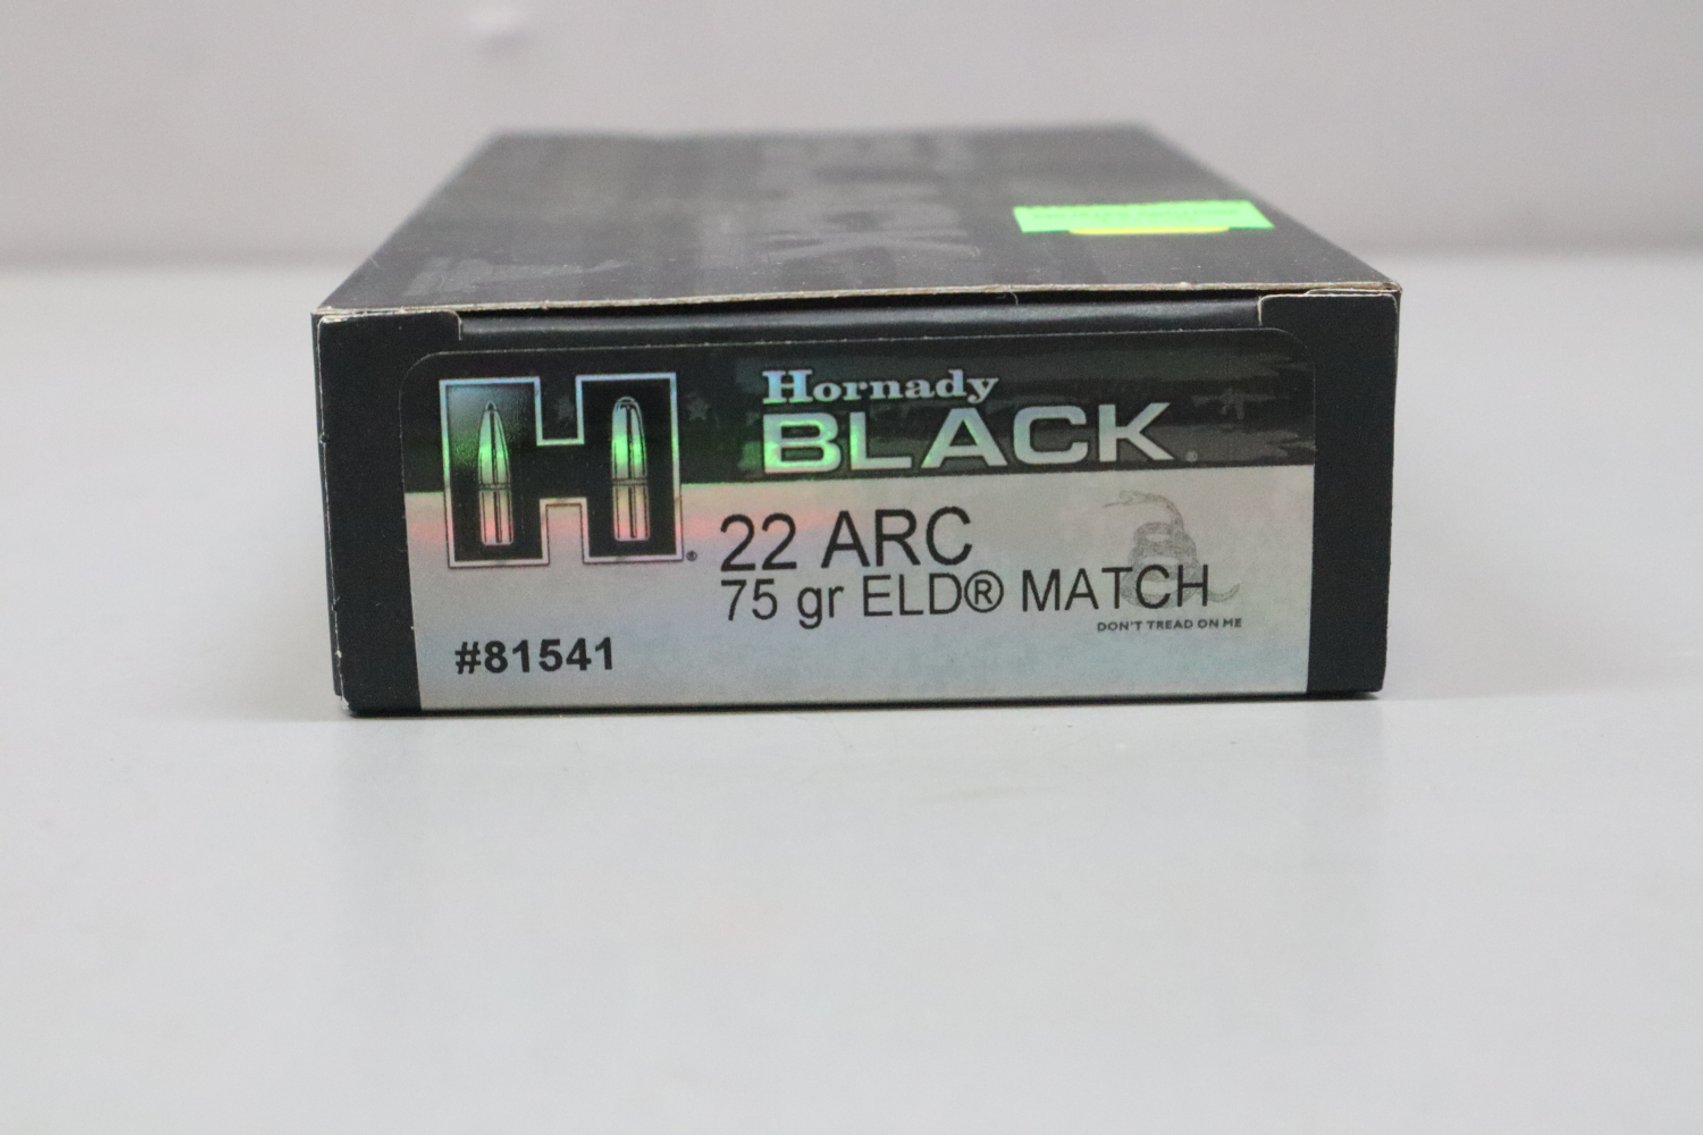 H®
Hornady
BLACK®
22 ARC
75 gr ELD® MATCH
DON'T TREAD ON ME
#81541